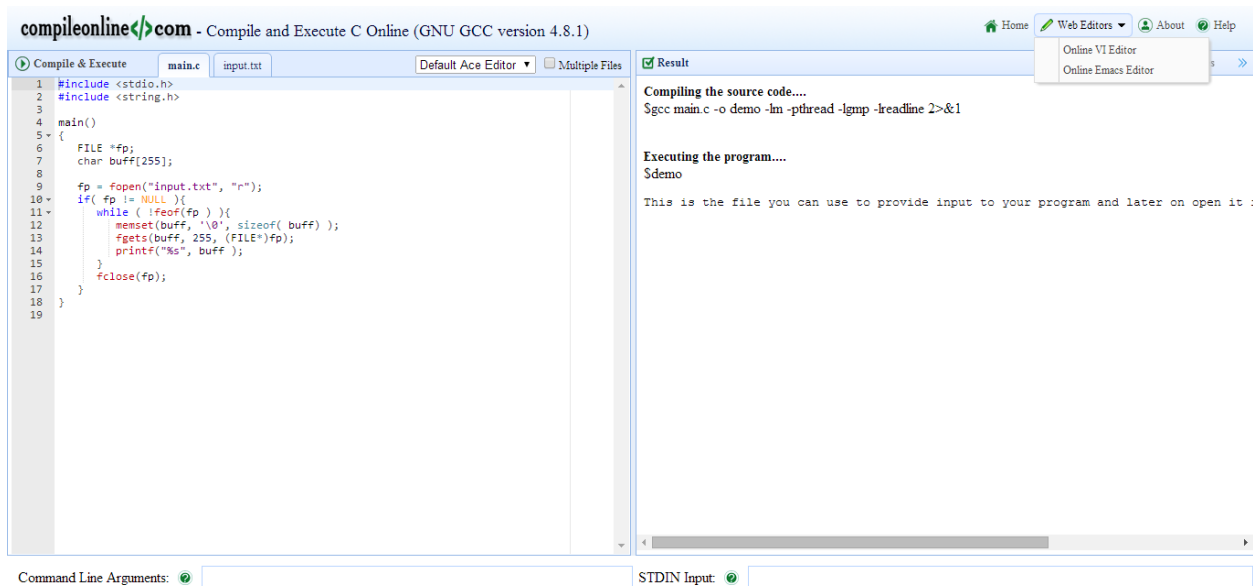 compileonline</>com - Compile and Execute C Online (GNU GCC version 4.8.1)
Home Web Editors About Help
Online VI Editor
Online Emacs Editor
Compile & Execute main.c input.txt Default Ace Editor Multiple Files
1 #include <stdio.h>
2 #include <string.h>
3
4 main()
5 {
6 FILE *fp;
7 char buff[255];
8
9 fp = fopen("input.txt", "r");
10 if( fp != NULL ){
11 while ( !feof(fp ) ){
12 memset(buff, '\0', sizeof( buff) );
13 fgets(buff, 255, (FILE*)fp);
14 printf("%s", buff );
15 }
16 fclose(fp);
17 }
18 }
19
Result
Compiling the source code....
$gcc main.c -o demo -lm -pthread -lgmp -lreadline 2>&1
Executing the program....
$demo
This is the file you can use to provide input to your program and later on open it
Command Line Arguments:
STDIN Input: